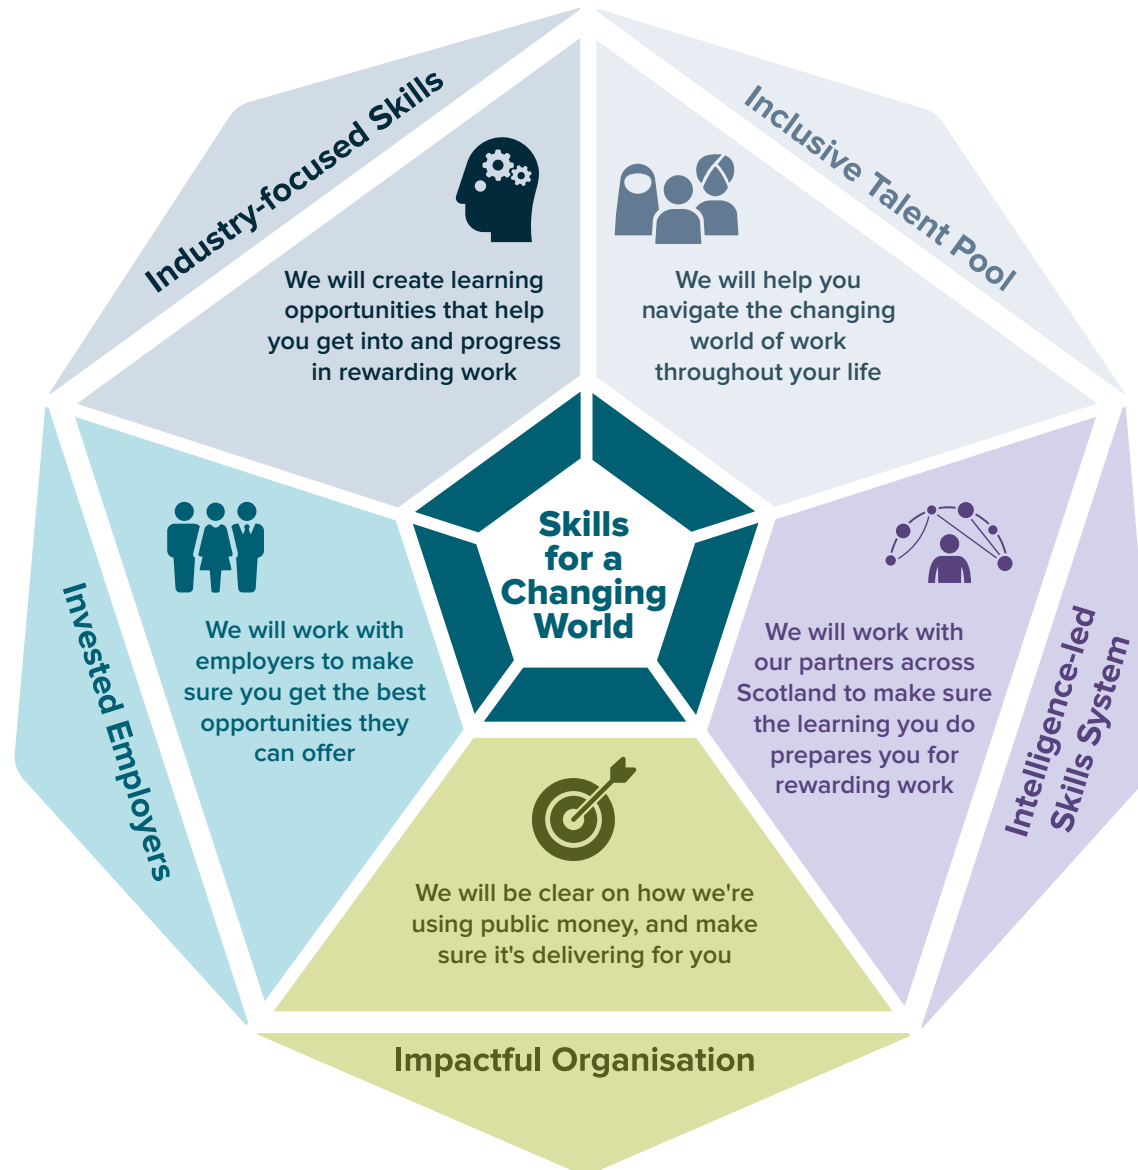 Industry-focused Skills
We will create learning
opportunities that help
you get into and progress
in rewarding work
Inclusive Talent Pool
We will help you
navigate the changing
world of work
throughout your life
Skills
for a
Changing
World
Invested Employers
We will work with
employers to make
sure you get the best
opportunities they
can offer
We will work with
our partners across
Scotland to make sure
the learning you do
prepares you for
rewarding work
Intelligence-led
Skills System
We will be clear on how we're
using public money, and make
sure it's delivering for you
Impactful Organisation